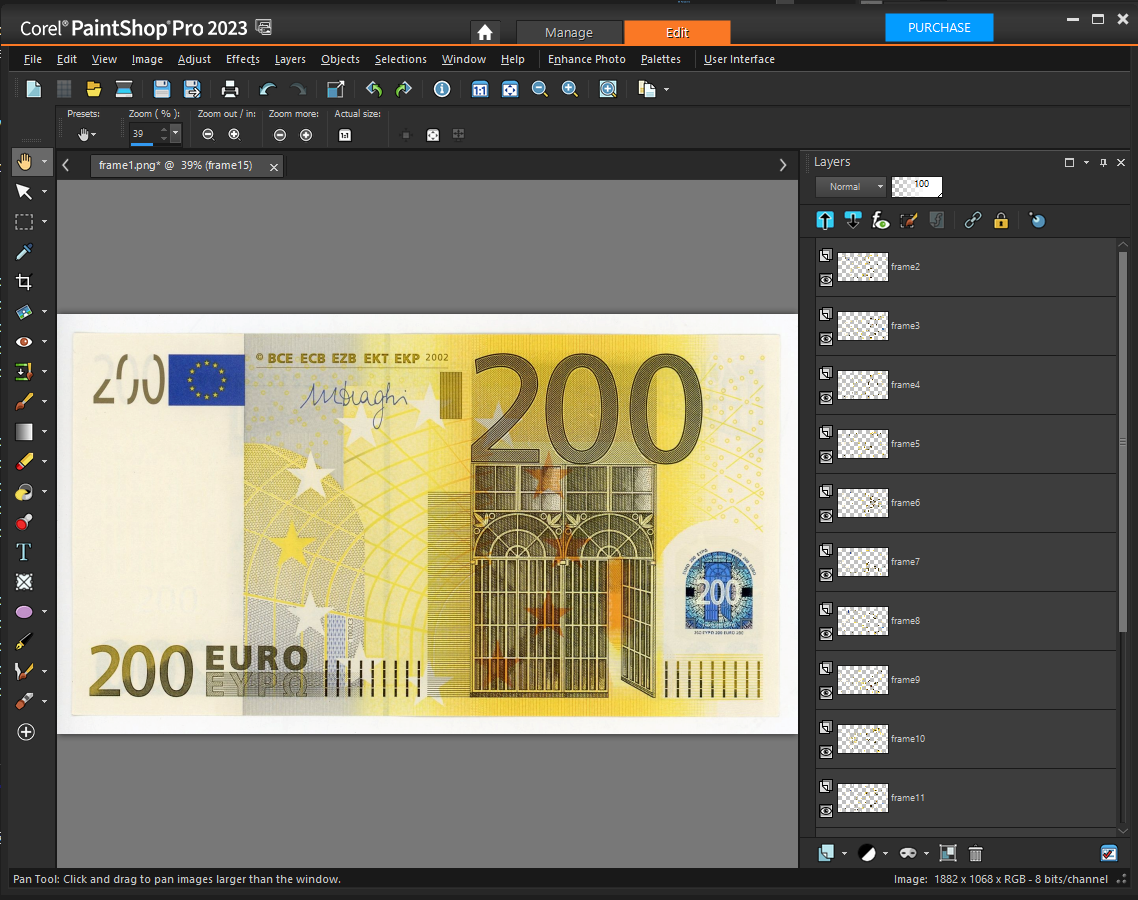 Corel® PaintShop® Pro 2023
Manage
Edit
PURCHASE
File Edit View Image Adjust Effects Layers Objects Selections Window Help Enhance Photo Palettes User Interface
Presets: Zoom ( % ): Zoom out / in: Zoom more: Actual size:
39
frame1.png* @ 39% (frame15)
Layers
Normal
100
frame2
frame3
frame4
frame5
frame6
frame7
frame8
frame9
frame10
frame11
200
© BCE ECB EZB EKT EKP 2002
MDraghi
200
200
200 EURO
ΕΥΡΩ
Pan Tool: Click and drag to pan images larger than the window.
Image: 1882 x 1068 x RGB - 8 bits/channel